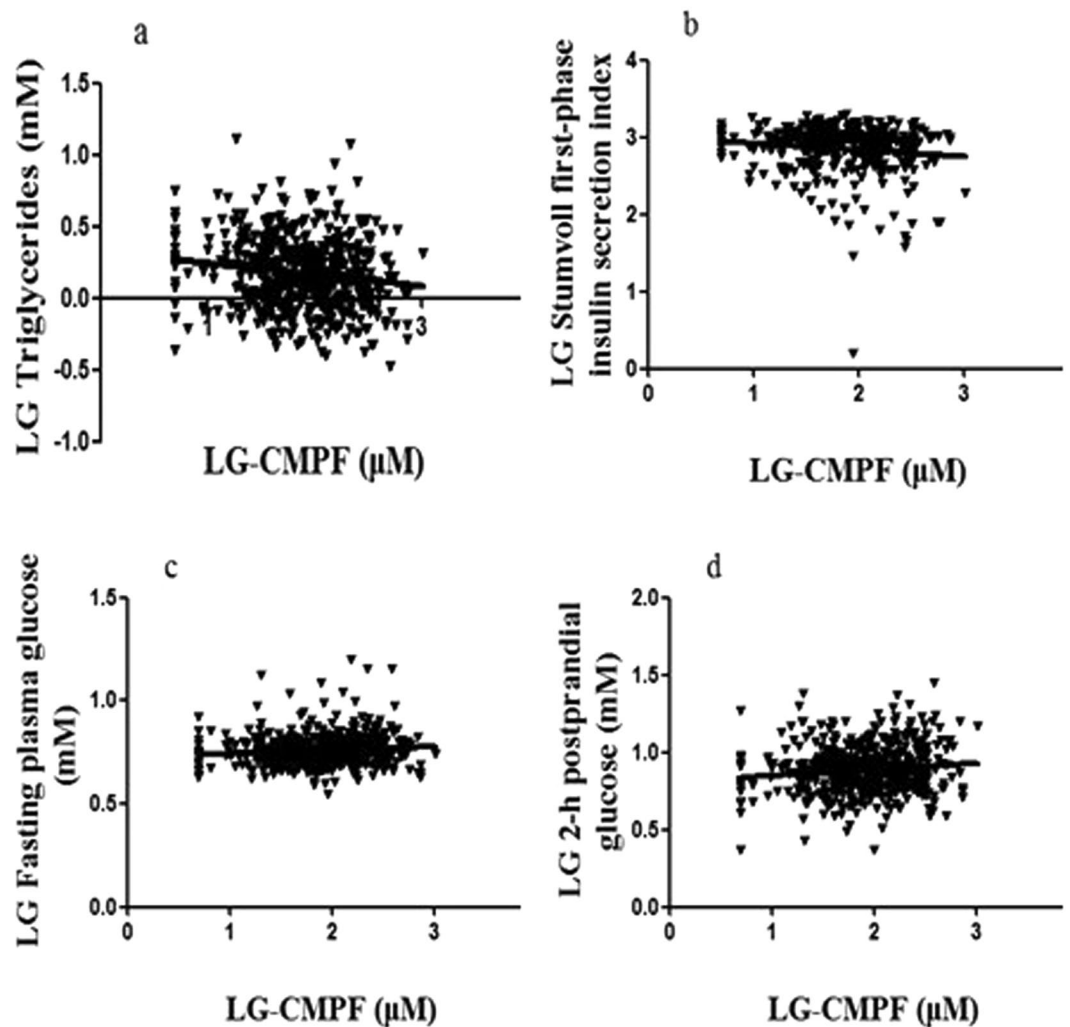 a
LG Triglycerides (mM)
1.5
1.0
0.5
0.0
-0.5
-1.0
1
3
LG-CMPF (µM)
b
LG Stumvoll first-phase
insulin secretion index
4
3
2
1
0
0
1
2
3
LG-CMPF (µM)
c
LG Fasting plasma glucose
(mM)
1.5
1.0
0.5
0.0
0
1
2
3
LG-CMPF (µM)
d
LG 2-h postprandial
glucose (mM)
2.0
1.5
1.0
0.5
0.0
0
1
2
3
LG-CMPF (µM)